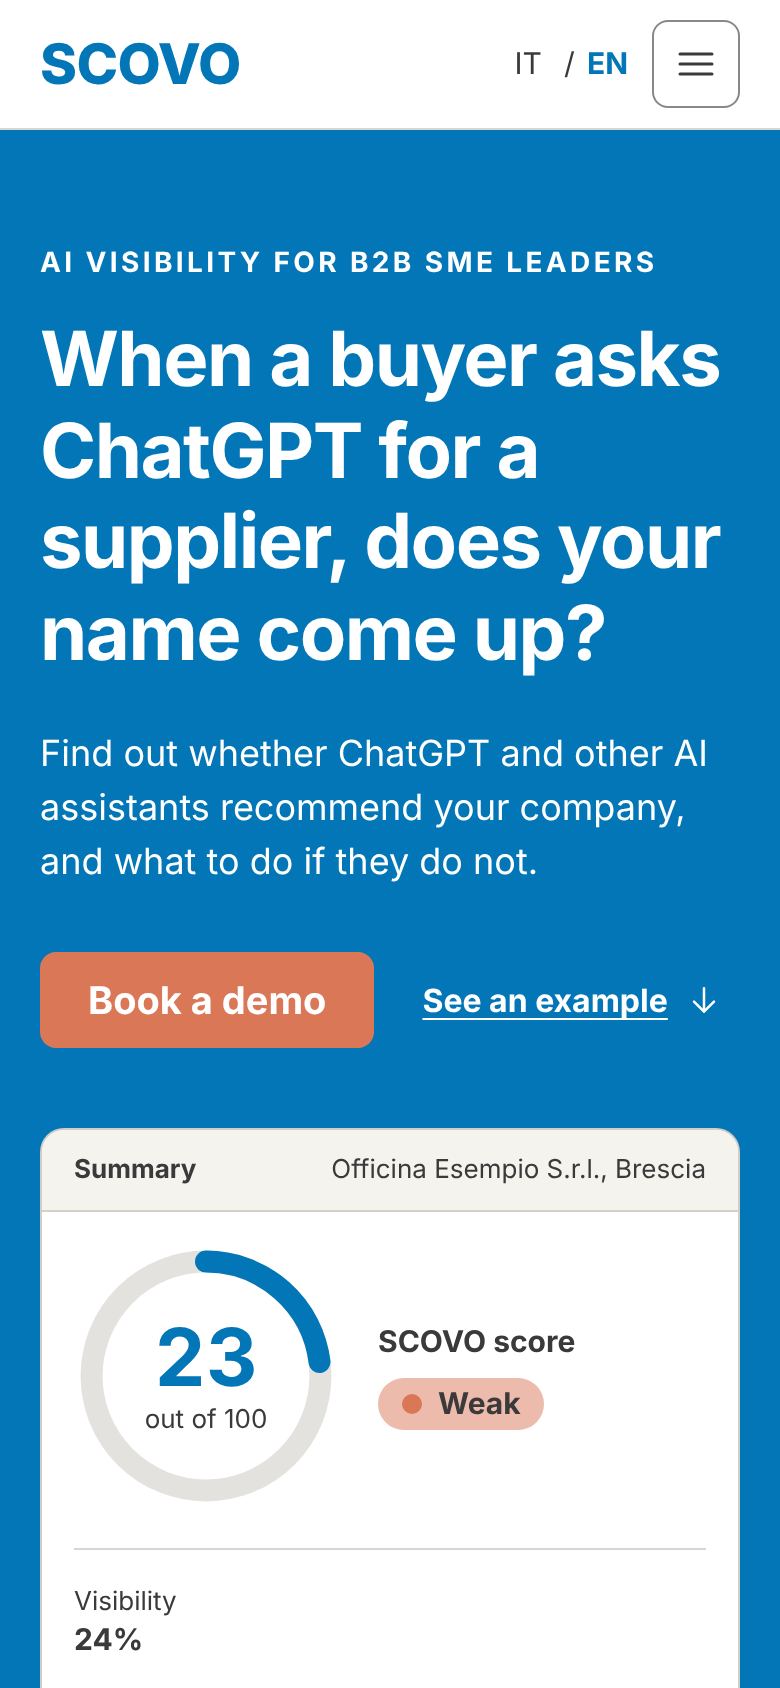 SCOVO
IT / EN
AI VISIBILITY FOR B2B SME LEADERS
When a buyer asks
ChatGPT for a
supplier, does your
name come up?
Find out whether ChatGPT and other AI
assistants recommend your company,
and what to do if they do not.
Book a demo
See an example
Summary
Officina Esempio S.r.l., Brescia
23
out of 100
SCOVO score
Weak
Visibility
24%